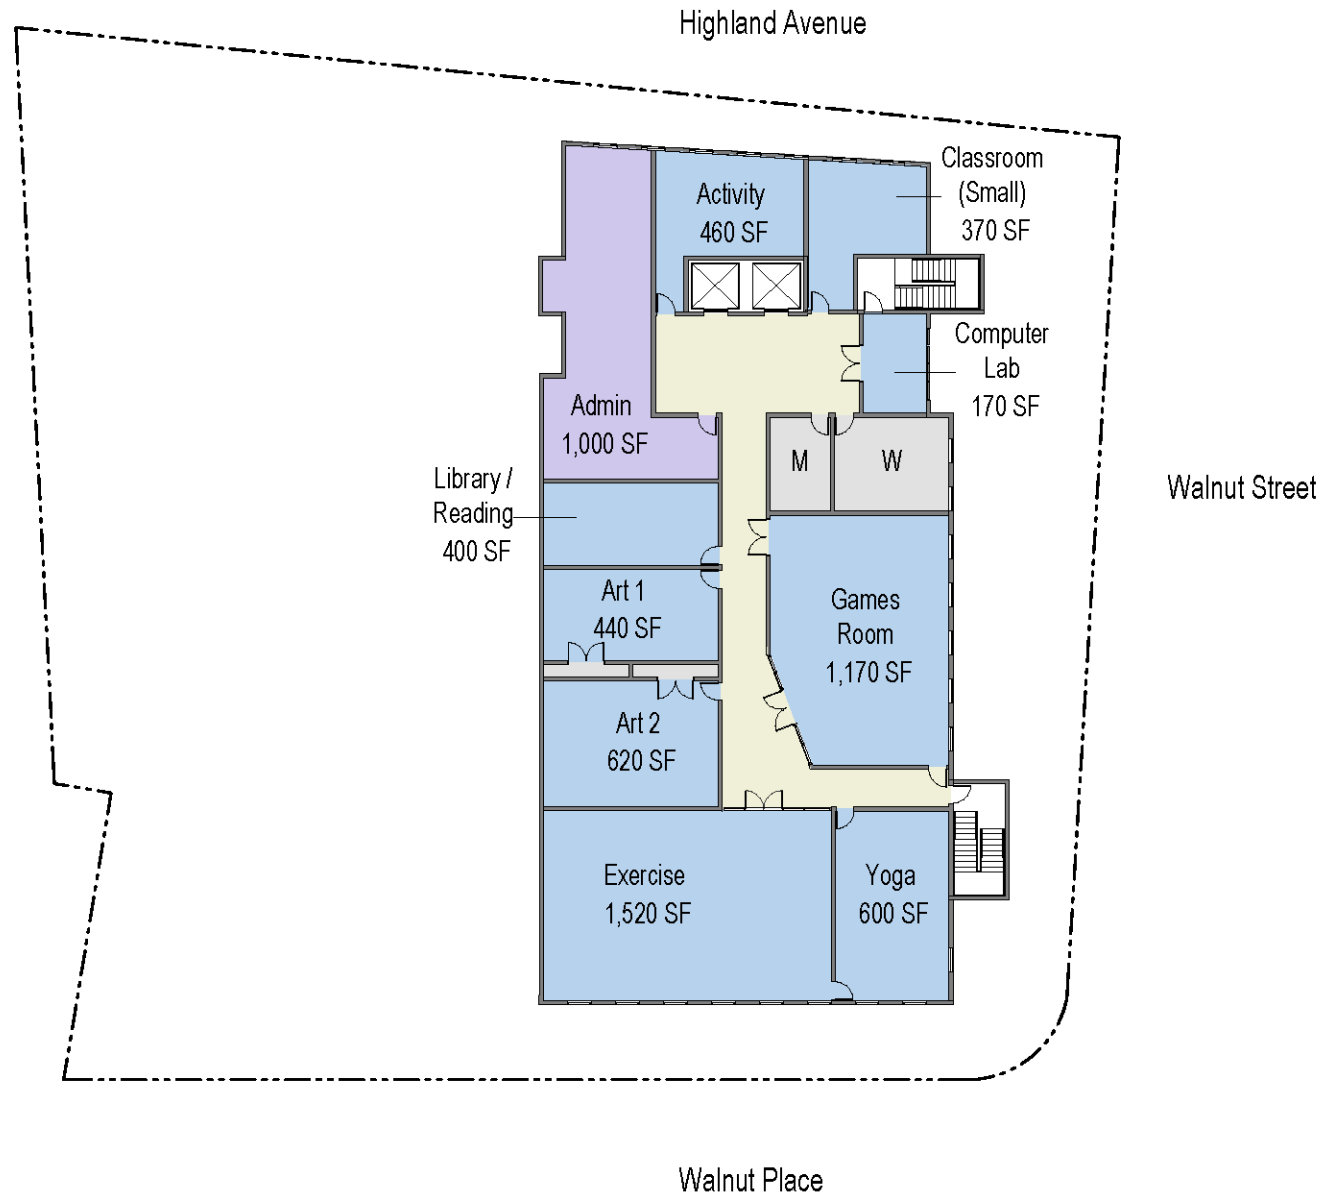 Highland Avenue
Classroom
(Small)
370 SF
Activity
460 SF
Computer
Lab
170 SF
Admin
1,000 SF
M
W
Library /
Reading
400 SF
Walnut Street
Art 1
440 SF
Games
Room
1,170 SF
Art 2
620 SF
Exercise
1,520 SF
Yoga
600 SF
Walnut Place